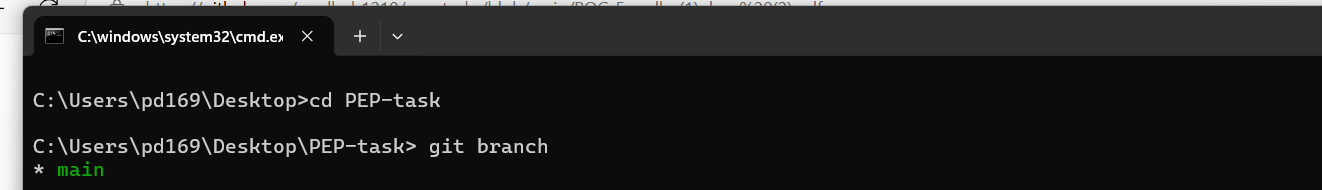 C:\windows\system32\cmd.ex
C:\Users\pd169\Desktop>cd PEP-task
C:\Users\pd169\Desktop\PEP-task> git branch
* main